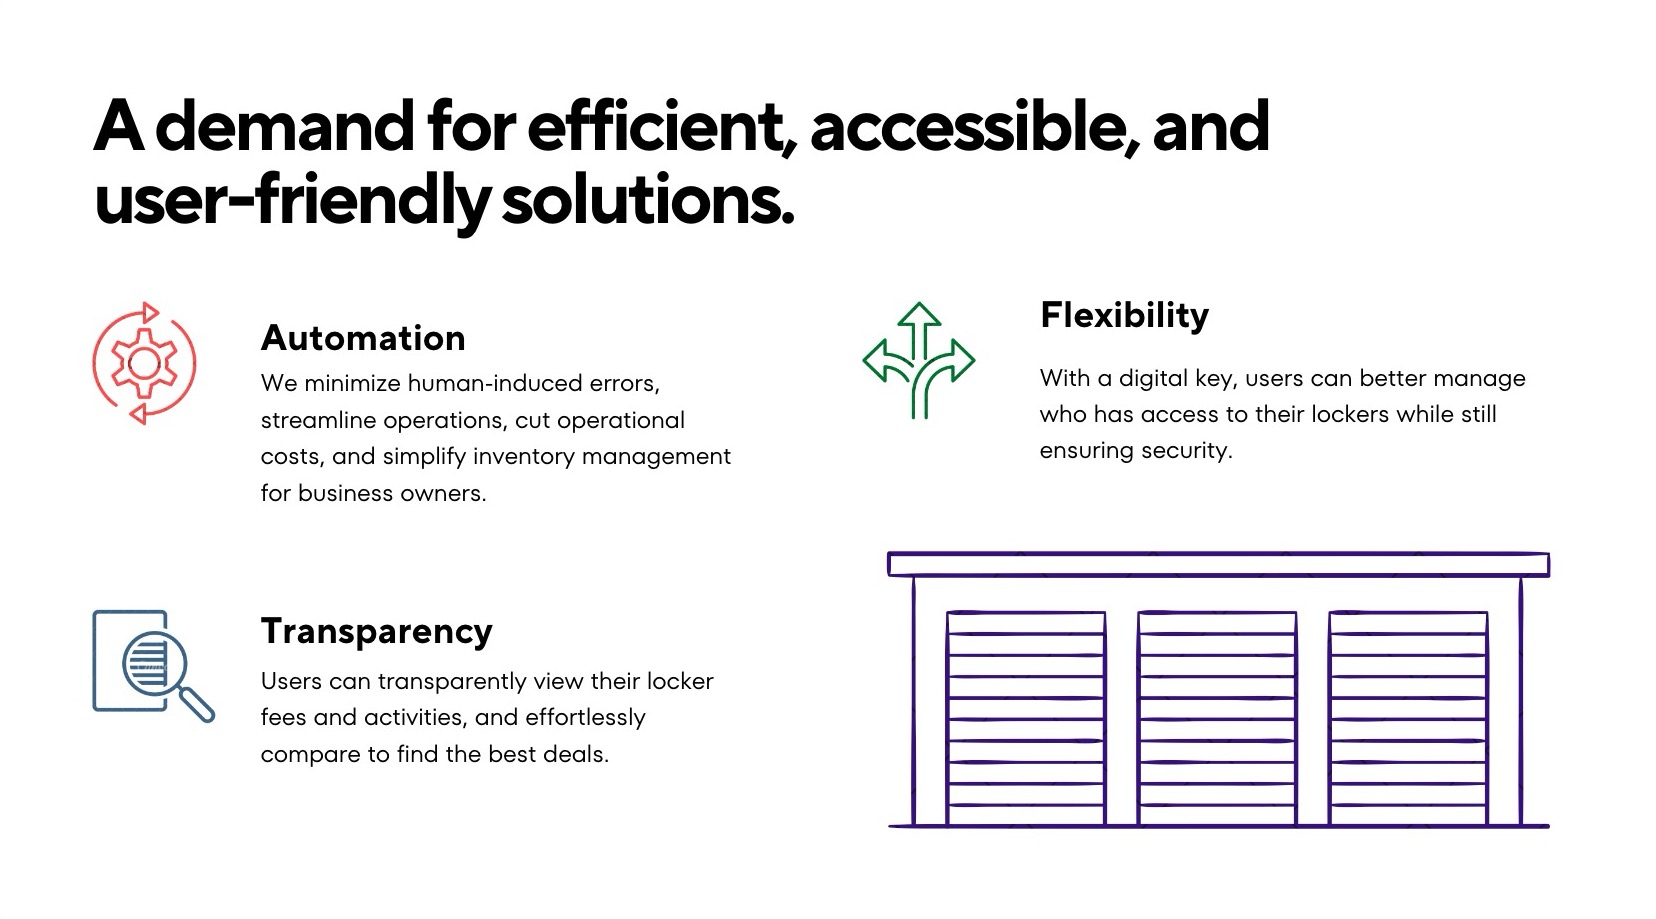 A demand for efficient, accessible, and
user-friendly solutions.
Automation
We minimize human-induced errors,
streamline operations, cut operational
costs, and simplify inventory management
for business owners.
Flexibility
With a digital key, users can better manage
who has access to their lockers while still
ensuring security.
Transparency
Users can transparently view their locker
fees and activities, and effortlessly
compare to find the best deals.